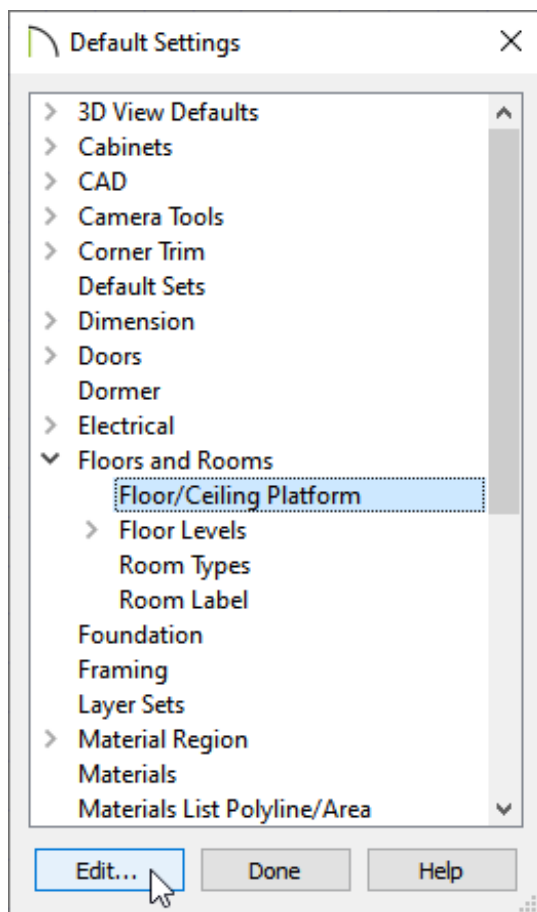 Default Settings
3D View Defaults
Cabinets
CAD
Camera Tools
Corner Trim
Default Sets
Dimension
Doors
Dormer
Electrical
Floors and Rooms
Floor/Ceiling Platform
Floor Levels
Room Types
Room Label
Foundation
Framing
Layer Sets
Material Region
Materials
Materials List Polyline/Area
Edit... Done Help